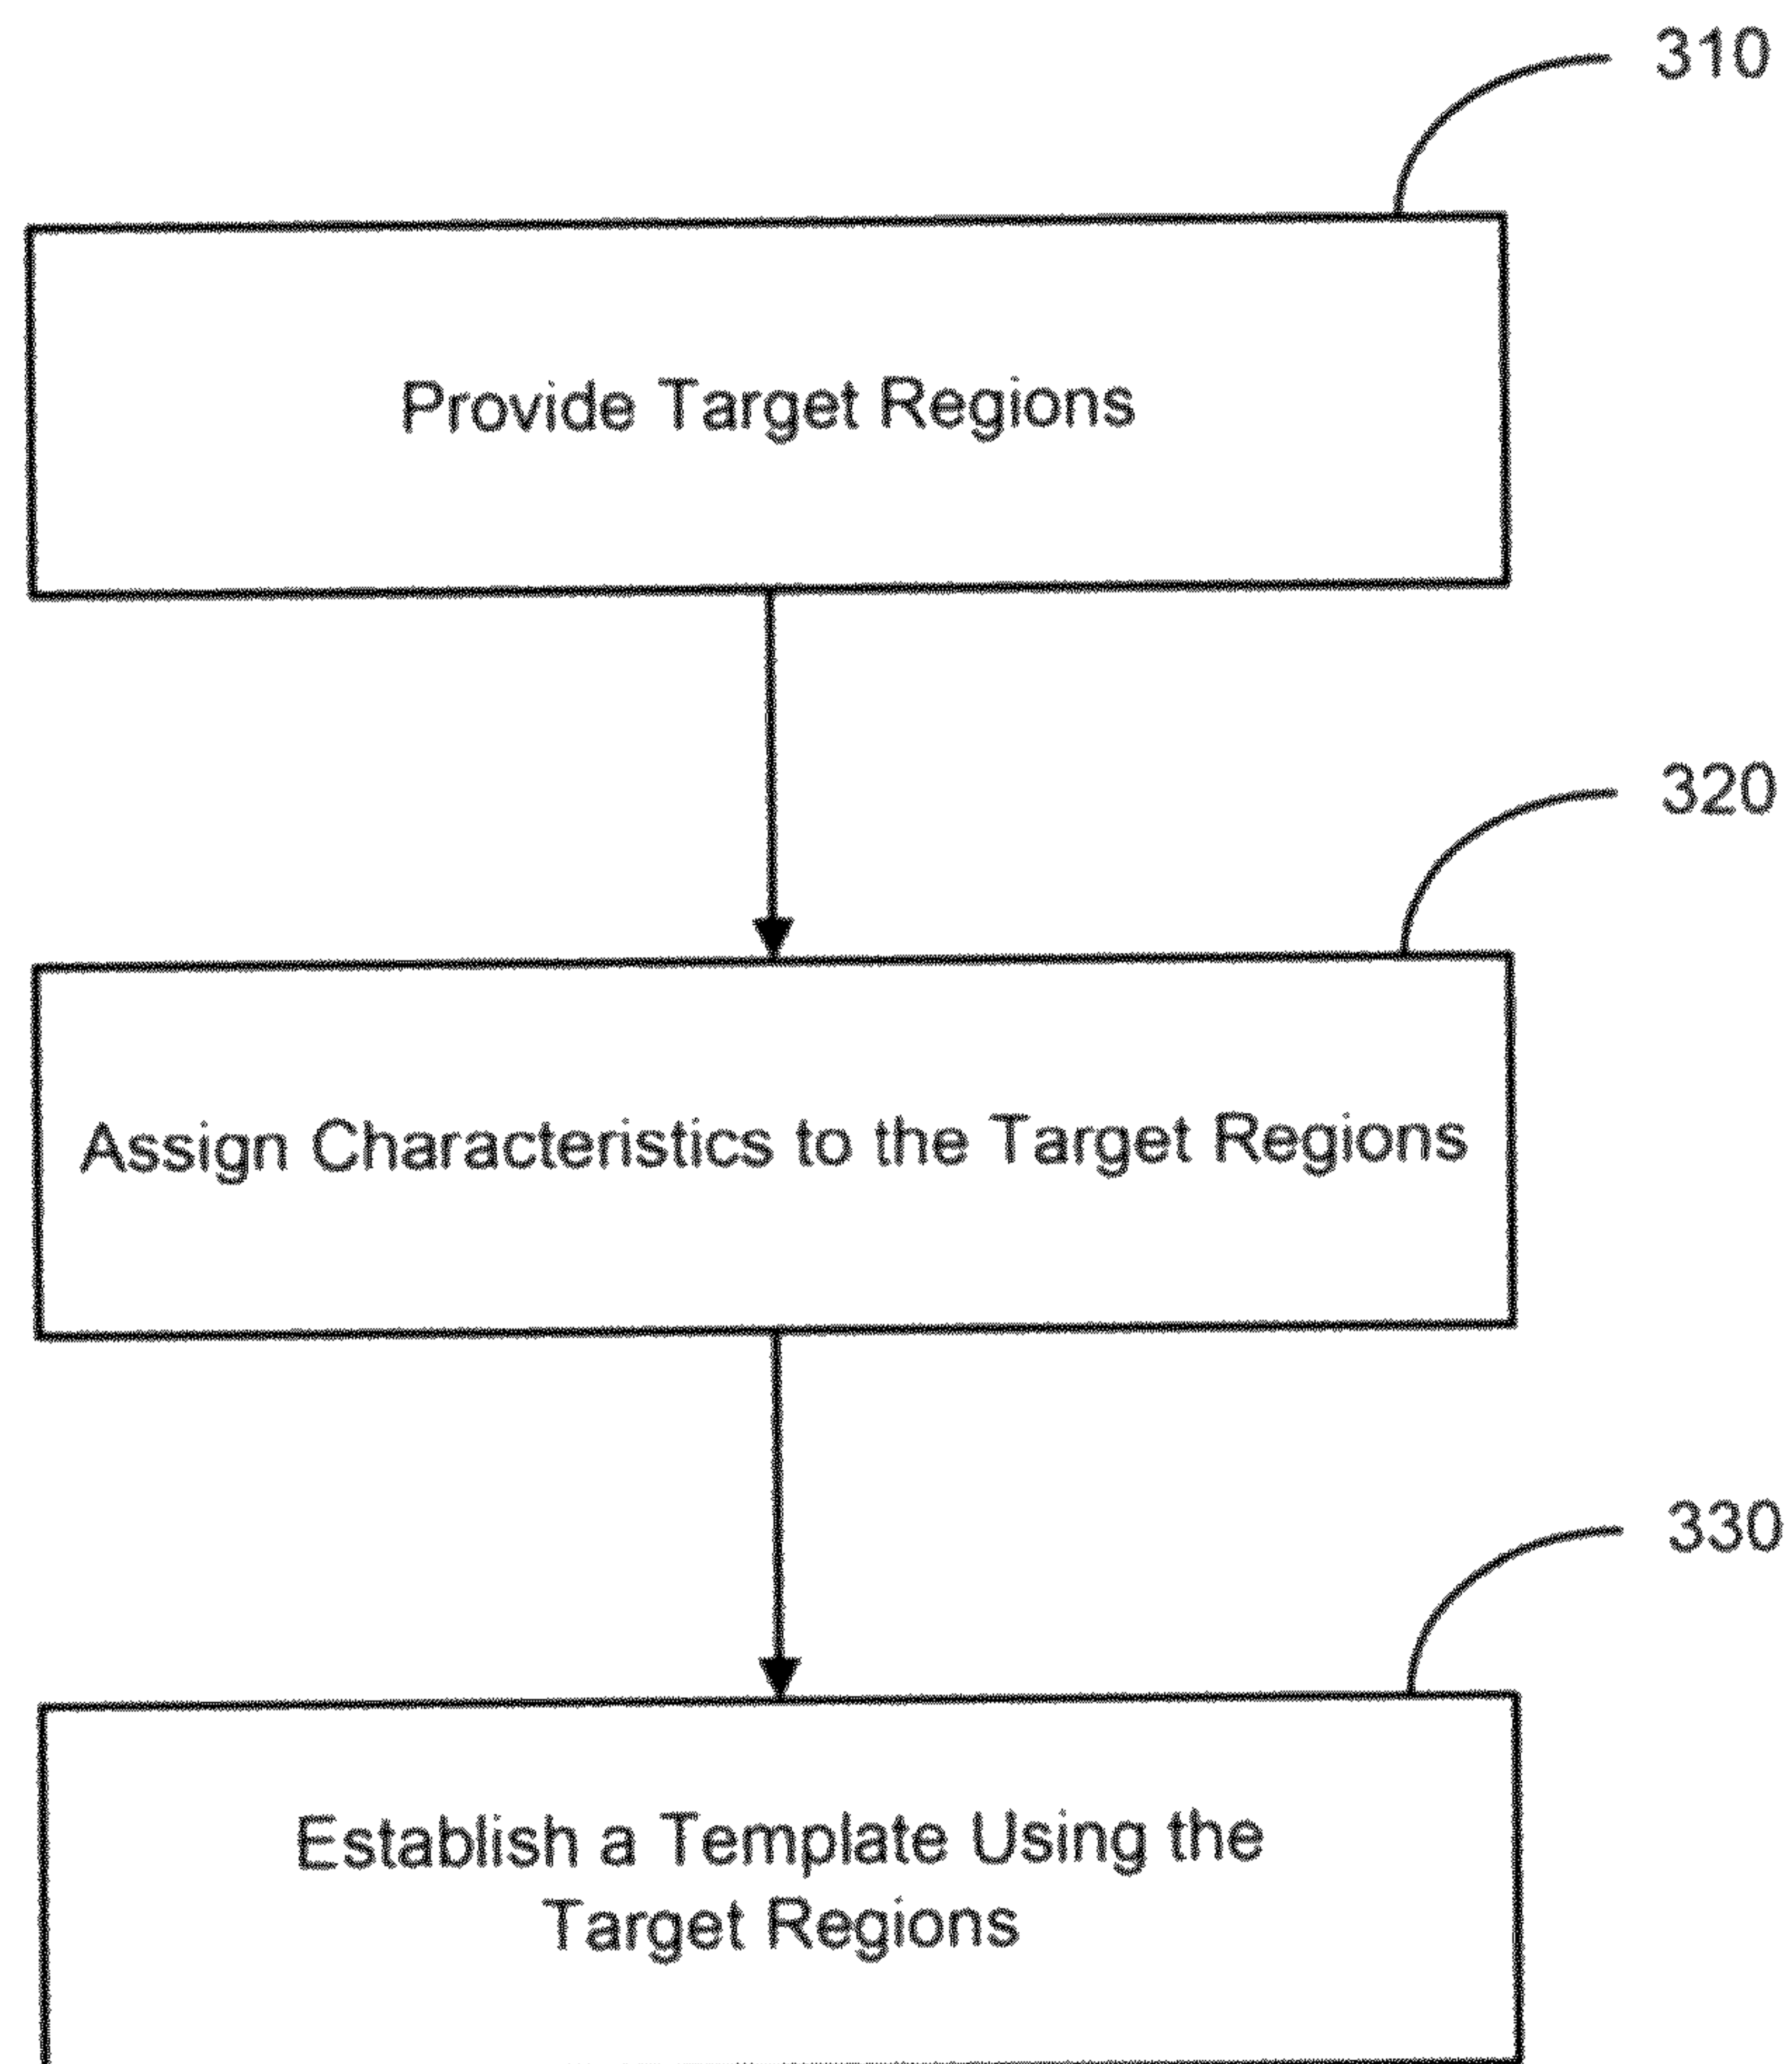 310
Provide Target Regions
320
Assign Characteristics to the Target Regions
330
Establish a Template Using the
Target Regions